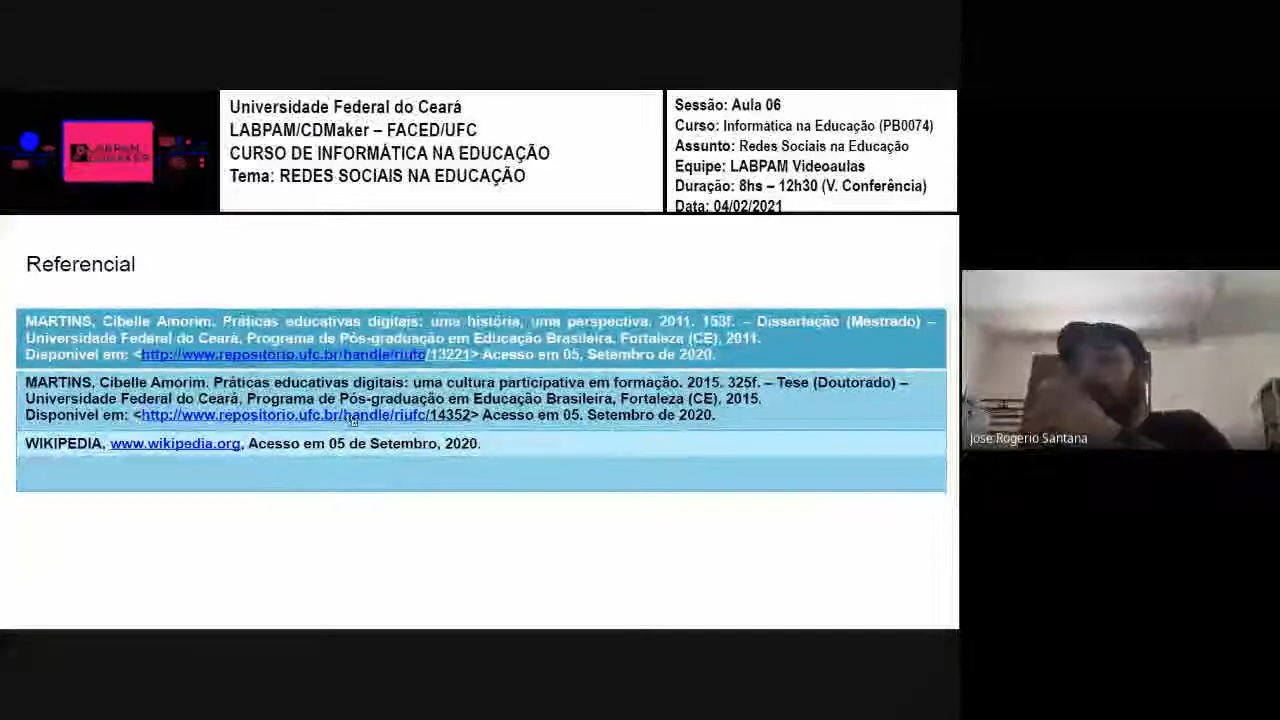 Universidade Federal do Ceará
LABPAM/CDMaker – FACED/UFC
CURSO DE INFORMÁTICA NA EDUCAÇÃO
Tema: REDES SOCIAIS NA EDUCAÇÃO
Sessão: Aula 06
Curso: Informática na Educação (PB0074)
Assunto: Redes Sociais na Educação
Equipe: LABPAM Videoaulas
Duração: 8hs – 12h30 (V. Conferência)
Data: 04/02/2021
LABPAM
CDMAKER
Referencial
MARTINS, Cibelle Amorim. Práticas educativas digitais: uma história, uma perspectiva. 2011. 153f. – Dissertação (Mestrado) –
Universidade Federal do Ceará, Programa de Pós-graduação em Educação Brasileira, Fortaleza (CE), 2011.
Disponível em: <http://www.repositorio.ufc.br/handle/riufc/13221> Acesso em 05, Setembro de 2020.
MARTINS, Cibelle Amorim. Práticas educativas digitais: uma cultura participativa em formação. 2015. 325f. – Tese (Doutorado) –
Universidade Federal do Ceará, Programa de Pós-graduação em Educação Brasileira, Fortaleza (CE), 2015.
Disponível em: <http://www.repositorio.ufc.br/handle/riufc/14352> Acesso em 05. Setembro de 2020.
WIKIPEDIA, www.wikipedia.org, Acesso em 05 de Setembro, 2020.
Jose Rogerio Santana